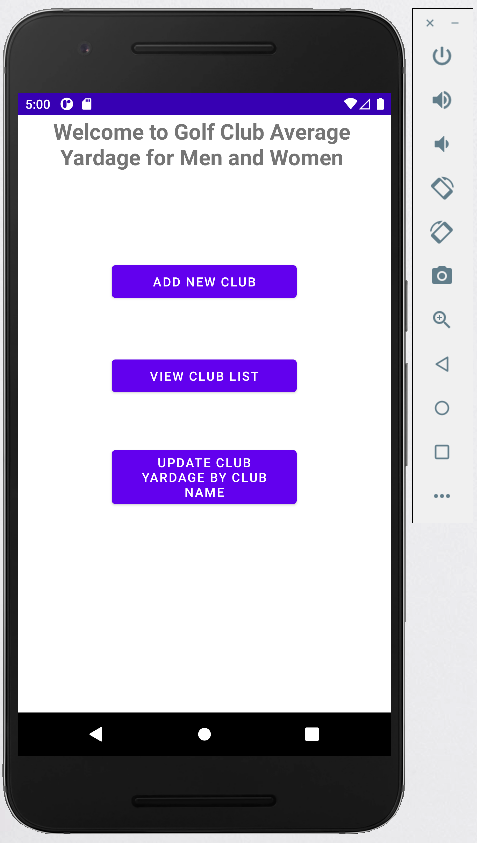 5:00
Welcome to Golf Club Average
Yardage for Men and Women
ADD NEW CLUB
VIEW CLUB LIST
UPDATE CLUB
YARDAGE BY CLUB
NAME